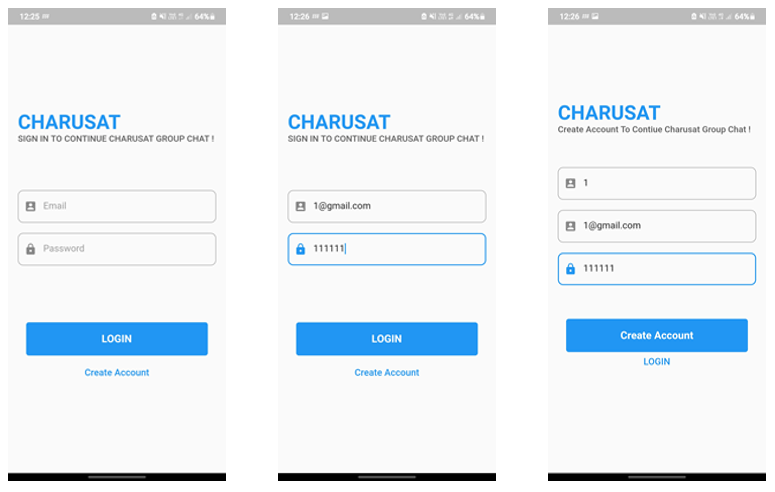 12:25
64%
CHARUSAT
SIGN IN TO CONTINUE CHARUSAT GROUP CHAT !
Email
Password
LOGIN
Create Account
12:26
64%
CHARUSAT
SIGN IN TO CONTINUE CHARUSAT GROUP CHAT !
1@gmail.com
111111
LOGIN
Create Account
12:26
64%
CHARUSAT
Create Account To Contiue Charusat Group Chat !
1
1@gmail.com
111111
Create Account
LOGIN